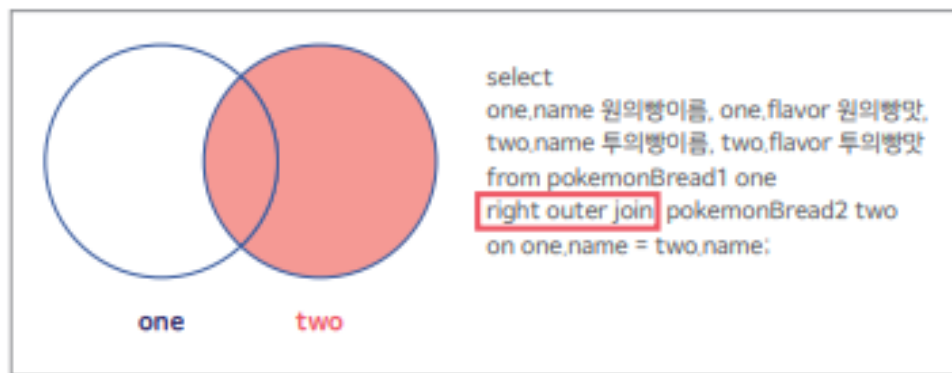 select
one.name 원의빵이름, one.flavor 원의빵맛,
two.name 투의빵이름, two.flavor 투의빵맛
from pokemonBread1 one
right outer join pokemonBread2 two
on one.name = two.name;
one
two